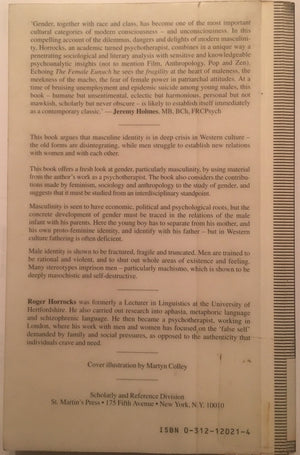 'Gender, together with race and class, has become one of the most important
cultural categories of modern consciousness – and unconsciousness. In this
compelling account of the dilemmas, dangers and delights of modern masculin-
ity, Horrocks, an academic turned psychotherapist, combines in a unique way a
penetrating sociological and literary analysis with sensitive and knowledgeable
psychoanalytic insights (not to mention Film, Anthropology, Pop and Zen).
Echoing The Female Eunuch he sees the fragility at the heart of maleness, the
meekness of the macho, the fear of female power in patriarchal attitudes. At a
time of bruising unemployment and epidemic suicide among young males, this
book – humane but unsentimental, eclectic but harmonious, personal but not
mawkish, scholarly but never obscure – is likely to establish itself immediately
as a contemporary classic.' — Jeremy Holmes, MB, BCh, FRCPsych
This book argues that masculine identity is in deep crisis in Western culture –
the old forms are disintegrating, while men struggle to establish new relations
with women and with each other.
This book offers a fresh look at gender, particularly masculinity, by using material
from the author's work as a psychotherapist. The book also considers the contribu-
tions made by feminism, sociology and anthropology to the study of gender, and
suggests that it must be studied from an interdisciplinary standpoint.
Masculinity is seen to have economic, political and psychological roots, but the
concrete development of gender must be traced in the relations of the male
infant with his parents. Here the young boy has to separate from his mother, and
his own proto-feminine identity, and identify with his father – but in Western
culture fathering is often deficient.
Male identity is shown to be fractured, fragile and truncated. Men are trained to
be rational and violent, and to shut out whole areas of existence and feeling.
Many stereotypes imprison men – particularly machismo, which is shown to be
deeply masochistic and self-destructive.
Roger Horrocks was formerly a Lecturer in Linguistics at the University of
Hertfordshire. He also carried out research into aphasia, metaphoric language
and schizophrenic language. He then became a psychotherapist, working in
London, where his work with men and women has focused on the 'false self'
demanded by family and social pressures, as opposed to the authenticity that
individuals crave and need.
Cover illustration by Martyn Colley
Scholarly and Reference Division
St. Martin's Press • 175 Fifth Avenue • New York, N.Y. 10010
ISBN 0-312-12021-4